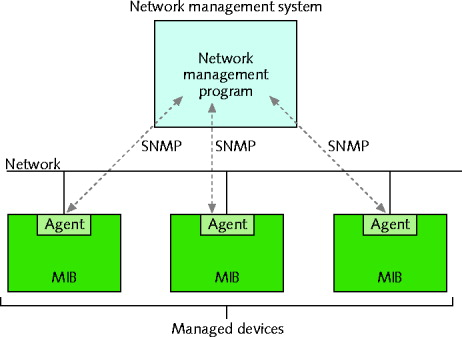 Network management system
Network
management
program
SNMP
SNMP
SNMP
Network
Agent
Agent
Agent
MIB
MIB
MIB
Managed devices